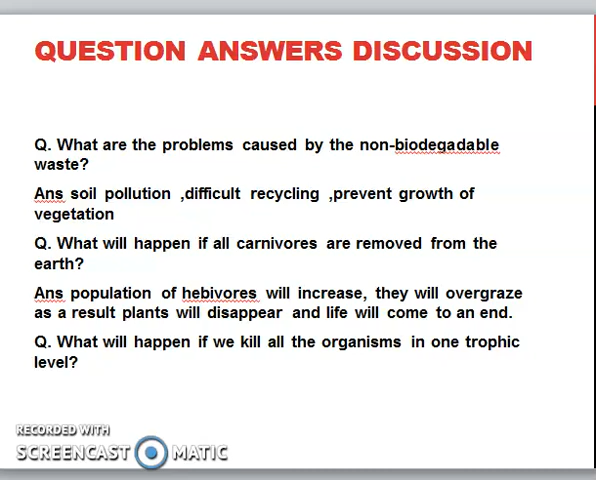 QUESTION ANSWERS DISCUSSION
Q. What are the problems caused by the non-biodegadable
waste?
Ans soil pollution ,difficult recycling ,prevent growth of
vegetation
Q. What will happen if all carnivores are removed from the
earth?
Ans population of hebivores will increase, they will overgraze
as a result plants will disappear and life will come to an end.
Q. What will happen if we kill all the organisms in one trophic
level?
RECORDED WITH
SCREENCAST MATIC